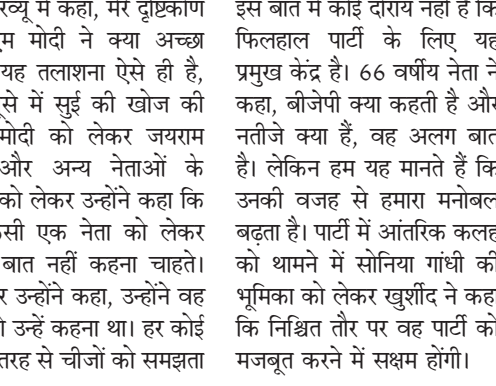 रव्यू में कहा, मेरे दृष्टिकोण
म मोदी ने क्या अच्छा
यह तलाशना ऐसे ही है,
से में सुई की खोज की
मोदी को लेकर जयराम
और अन्य नेताओं के
को लेकर उन्होंने कहा कि
सी एक नेता को लेकर
बात नहीं कहना चाहते।
र उन्होंने कहा, उन्होंने वह
उन्हें कहना था। हर कोई
तरह से चीजों को समझता
इस बात में कोई दोराय नहीं है कि
फिलहाल पार्टी के लिए यह
प्रमुख केंद्र है। 66 वर्षीय नेता ने
कहा, बीजेपी क्या कहती है और
नतीजे क्या हैं, वह अलग बात
है। लेकिन हम यह मानते हैं कि
उनकी वजह से हमारा मनोबल
बढ़ता है। पार्टी में आंतरिक कलह
को थामने में सोनिया गांधी की
भूमिका को लेकर खुर्शीद ने कहा
कि निश्चित तौर पर वह पार्टी को
मजबूत करने में सक्षम होंगी।